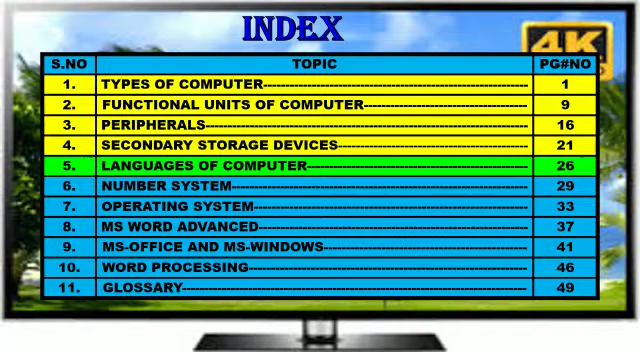 INDEX
4K
S.NO TOPIC PG#NO
1. TYPES OF COMPUTER------------------------------------------------------------ 1
2. FUNCTIONAL UNITS OF COMPUTER------------------------------------- 9
3. PERIPHERALS------------------------------------------------------------------------- 16
4. SECONDARY STORAGE DEVICES------------------------------------------- 21
5. LANGUAGES OF COMPUTER-------------------------------------------------- 26
6. NUMBER SYSTEM------------------------------------------------------------------- 29
7. OPERATING SYSTEM-------------------------------------------------------------- 33
8. MS WORD ADVANCED------------------------------------------------------------- 37
9. MS-OFFICE AND MS-WINDOWS---------------------------------------------- 41
10. WORD PROCESSING--------------------------------------------------------------- 46
11. GLOSSARY------------------------------------------------------------------------------ 49